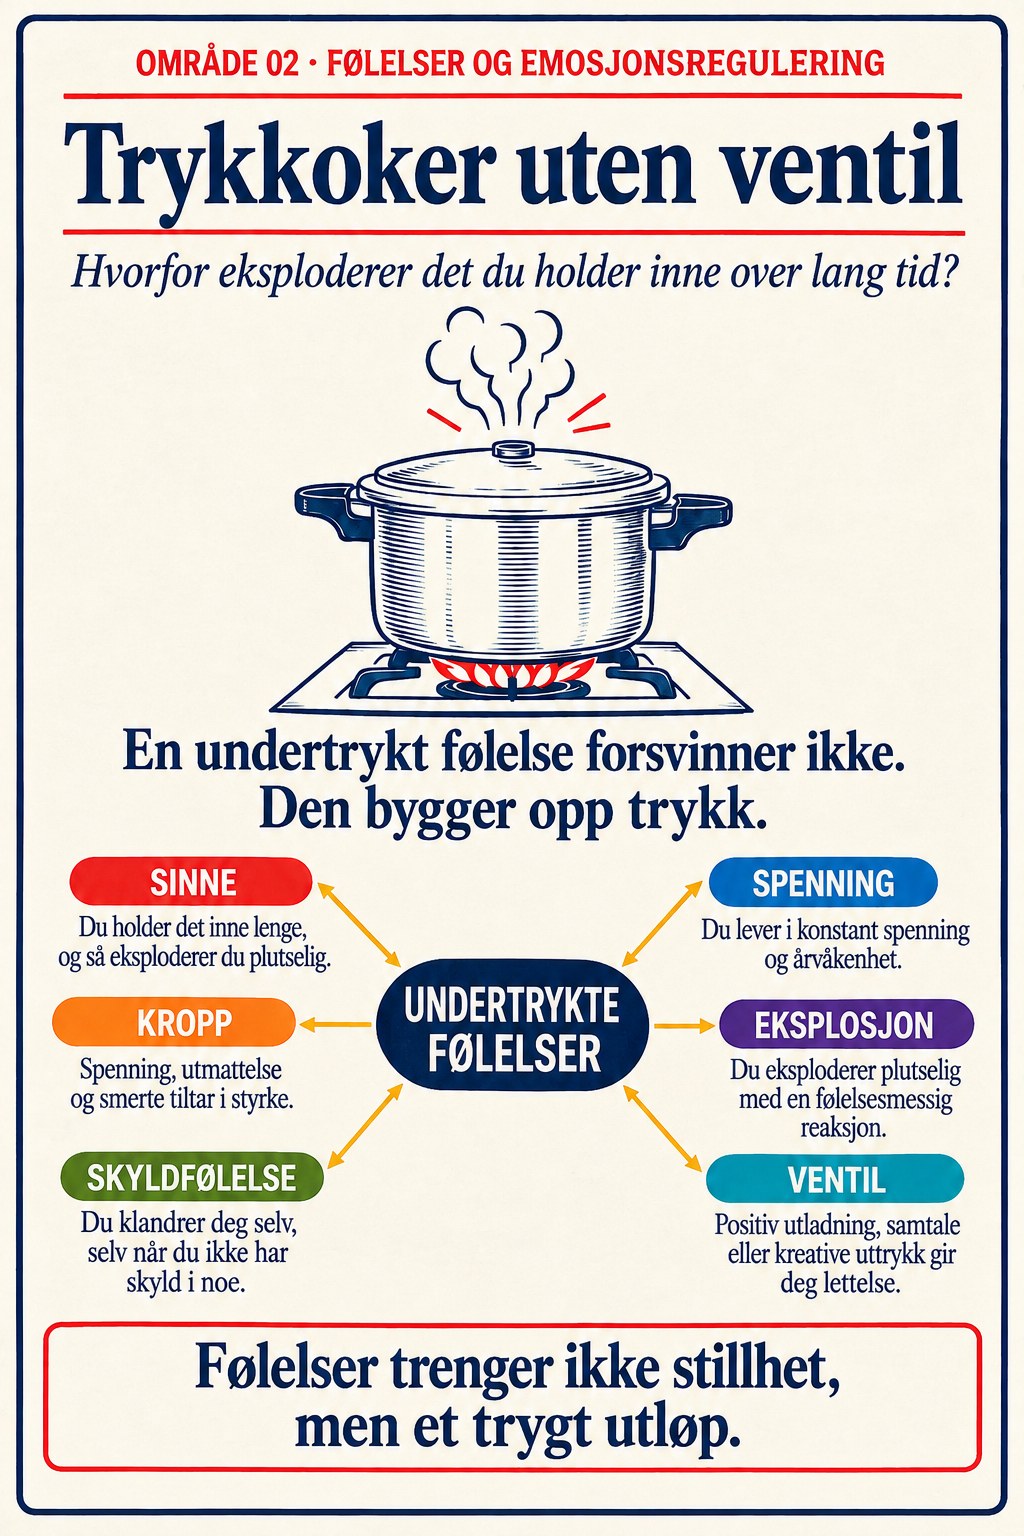 OMRÅDE 02 · FØLELSER OG EMOSJONSREGULERING
Trykkoker uten ventil
Hvorfor eksploderer det du holder inne over lang tid?
En undertrykt følelse forsvinner ikke.
Den bygger opp trykk.
SINNE
Du holder det inne lenge,
og så eksploderer du plutselig.
SPENNING
Du lever i konstant spenning
og årvåkenhet.
UNDERTRYKTE
FØLELSER
KROPP
Spenning, utmattelse
og smerte tiltar i styrke.
EKSPLOSJON
Du eksploderer plutselig
med en følelsesmessig
reaksjon.
SKYLDFØLELSE
Du klandrer deg selv,
selv når du ikke har
skyld i noe.
VENTIL
Positiv utladning, samtale
eller kreative uttrykk gir
deg lettelse.
Følelser trenger ikke stillhet,
men et trygt utløp.